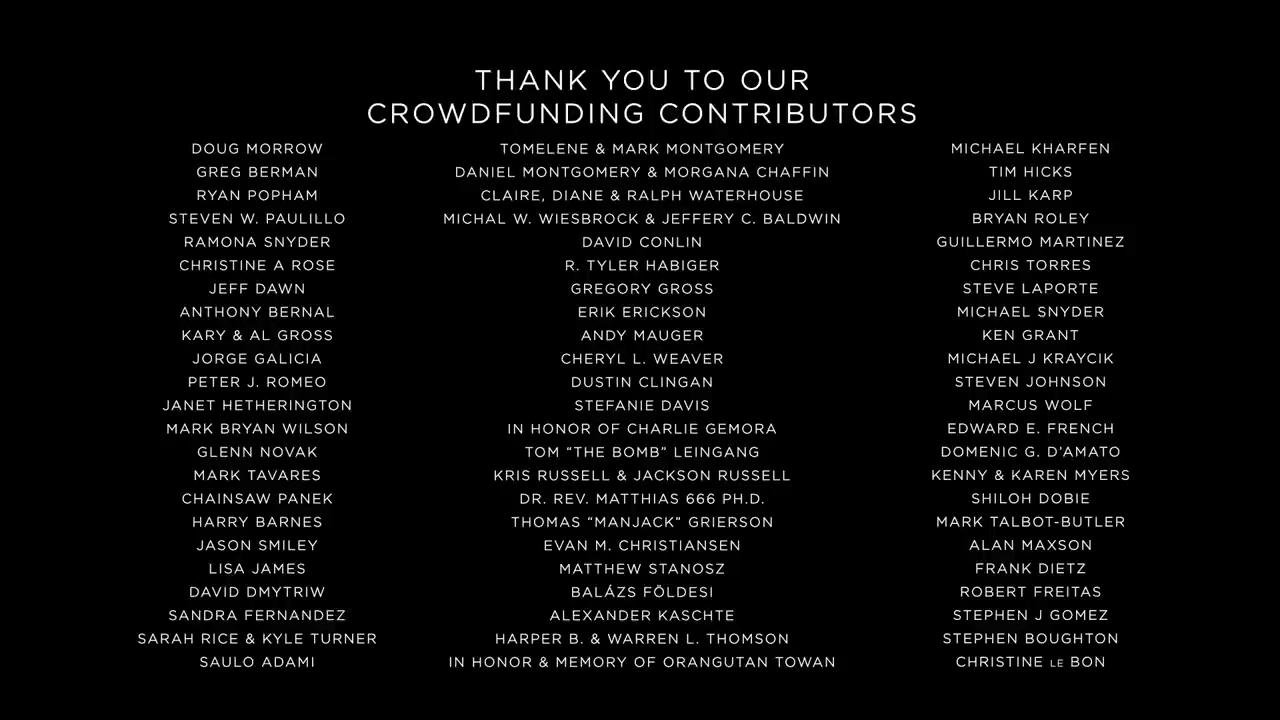 THANK YOU TO OUR
CROWDFUNDING CONTRIBUTORS
DOUG MORROW
GREG BERMAN
RYAN POPHAM
STEVEN W. PAULILLO
RAMONA SNYDER
CHRISTINE A ROSE
JEFF DAWN
ANTHONY BERNAL
KARY & AL GROSS
JORGE GALICIA
PETER J. ROMEO
JANET HETHERINGTON
MARK BRYAN WILSON
GLENN NOVAK
MARK TAVARES
CHAINSAW PANEK
HARRY BARNES
JASON SMILEY
LISA JAMES
DAVID DMYTRIW
SANDRA FERNANDEZ
SARAH RICE & KYLE TURNER
SAULO ADAMI
TOMELENE & MARK MONTGOMERY
DANIEL MONTGOMERY & MORGANA CHAFFIN
CLAIRE, DIANE & RALPH WATERHOUSE
MICHAL W. WIESBROCK & JEFFERY C. BALDWIN
DAVID CONLIN
R. TYLER HABIGER
GREGORY GROSS
ERIK ERICKSON
ANDY MAUGER
CHERYL L. WEAVER
DUSTIN CLINGAN
STEFANIE DAVIS
IN HONOR OF CHARLIE GEMORA
TOM “THE BOMB” LEINGANG
KRIS RUSSELL & JACKSON RUSSELL
DR. REV. MATTHIAS 666 PH.D.
THOMAS “MANJACK” GRIERSON
EVAN M. CHRISTIANSEN
MATTHEW STANOSZ
BALÁZS FÖLDESI
ALEXANDER KASCHTE
HARPER B. & WARREN L. THOMSON
IN HONOR & MEMORY OF ORANGUTAN TOWAN
MICHAEL KHARFEN
TIM HICKS
JILL KARP
BRYAN ROLEY
GUILLERMO MARTINEZ
CHRIS TORRES
STEVE LAPORTE
MICHAEL SNYDER
KEN GRANT
MICHAEL J KRAYCIK
STEVEN JOHNSON
MARCUS WOLF
EDWARD E. FRENCH
DOMENIC G. D’AMATO
KENNY & KAREN MYERS
SHILOH DOBIE
MARK TALBOT-BUTLER
ALAN MAXSON
FRANK DIETZ
ROBERT FREITAS
STEPHEN J GOMEZ
STEPHEN BOUGHTON
CHRISTINE LE BON